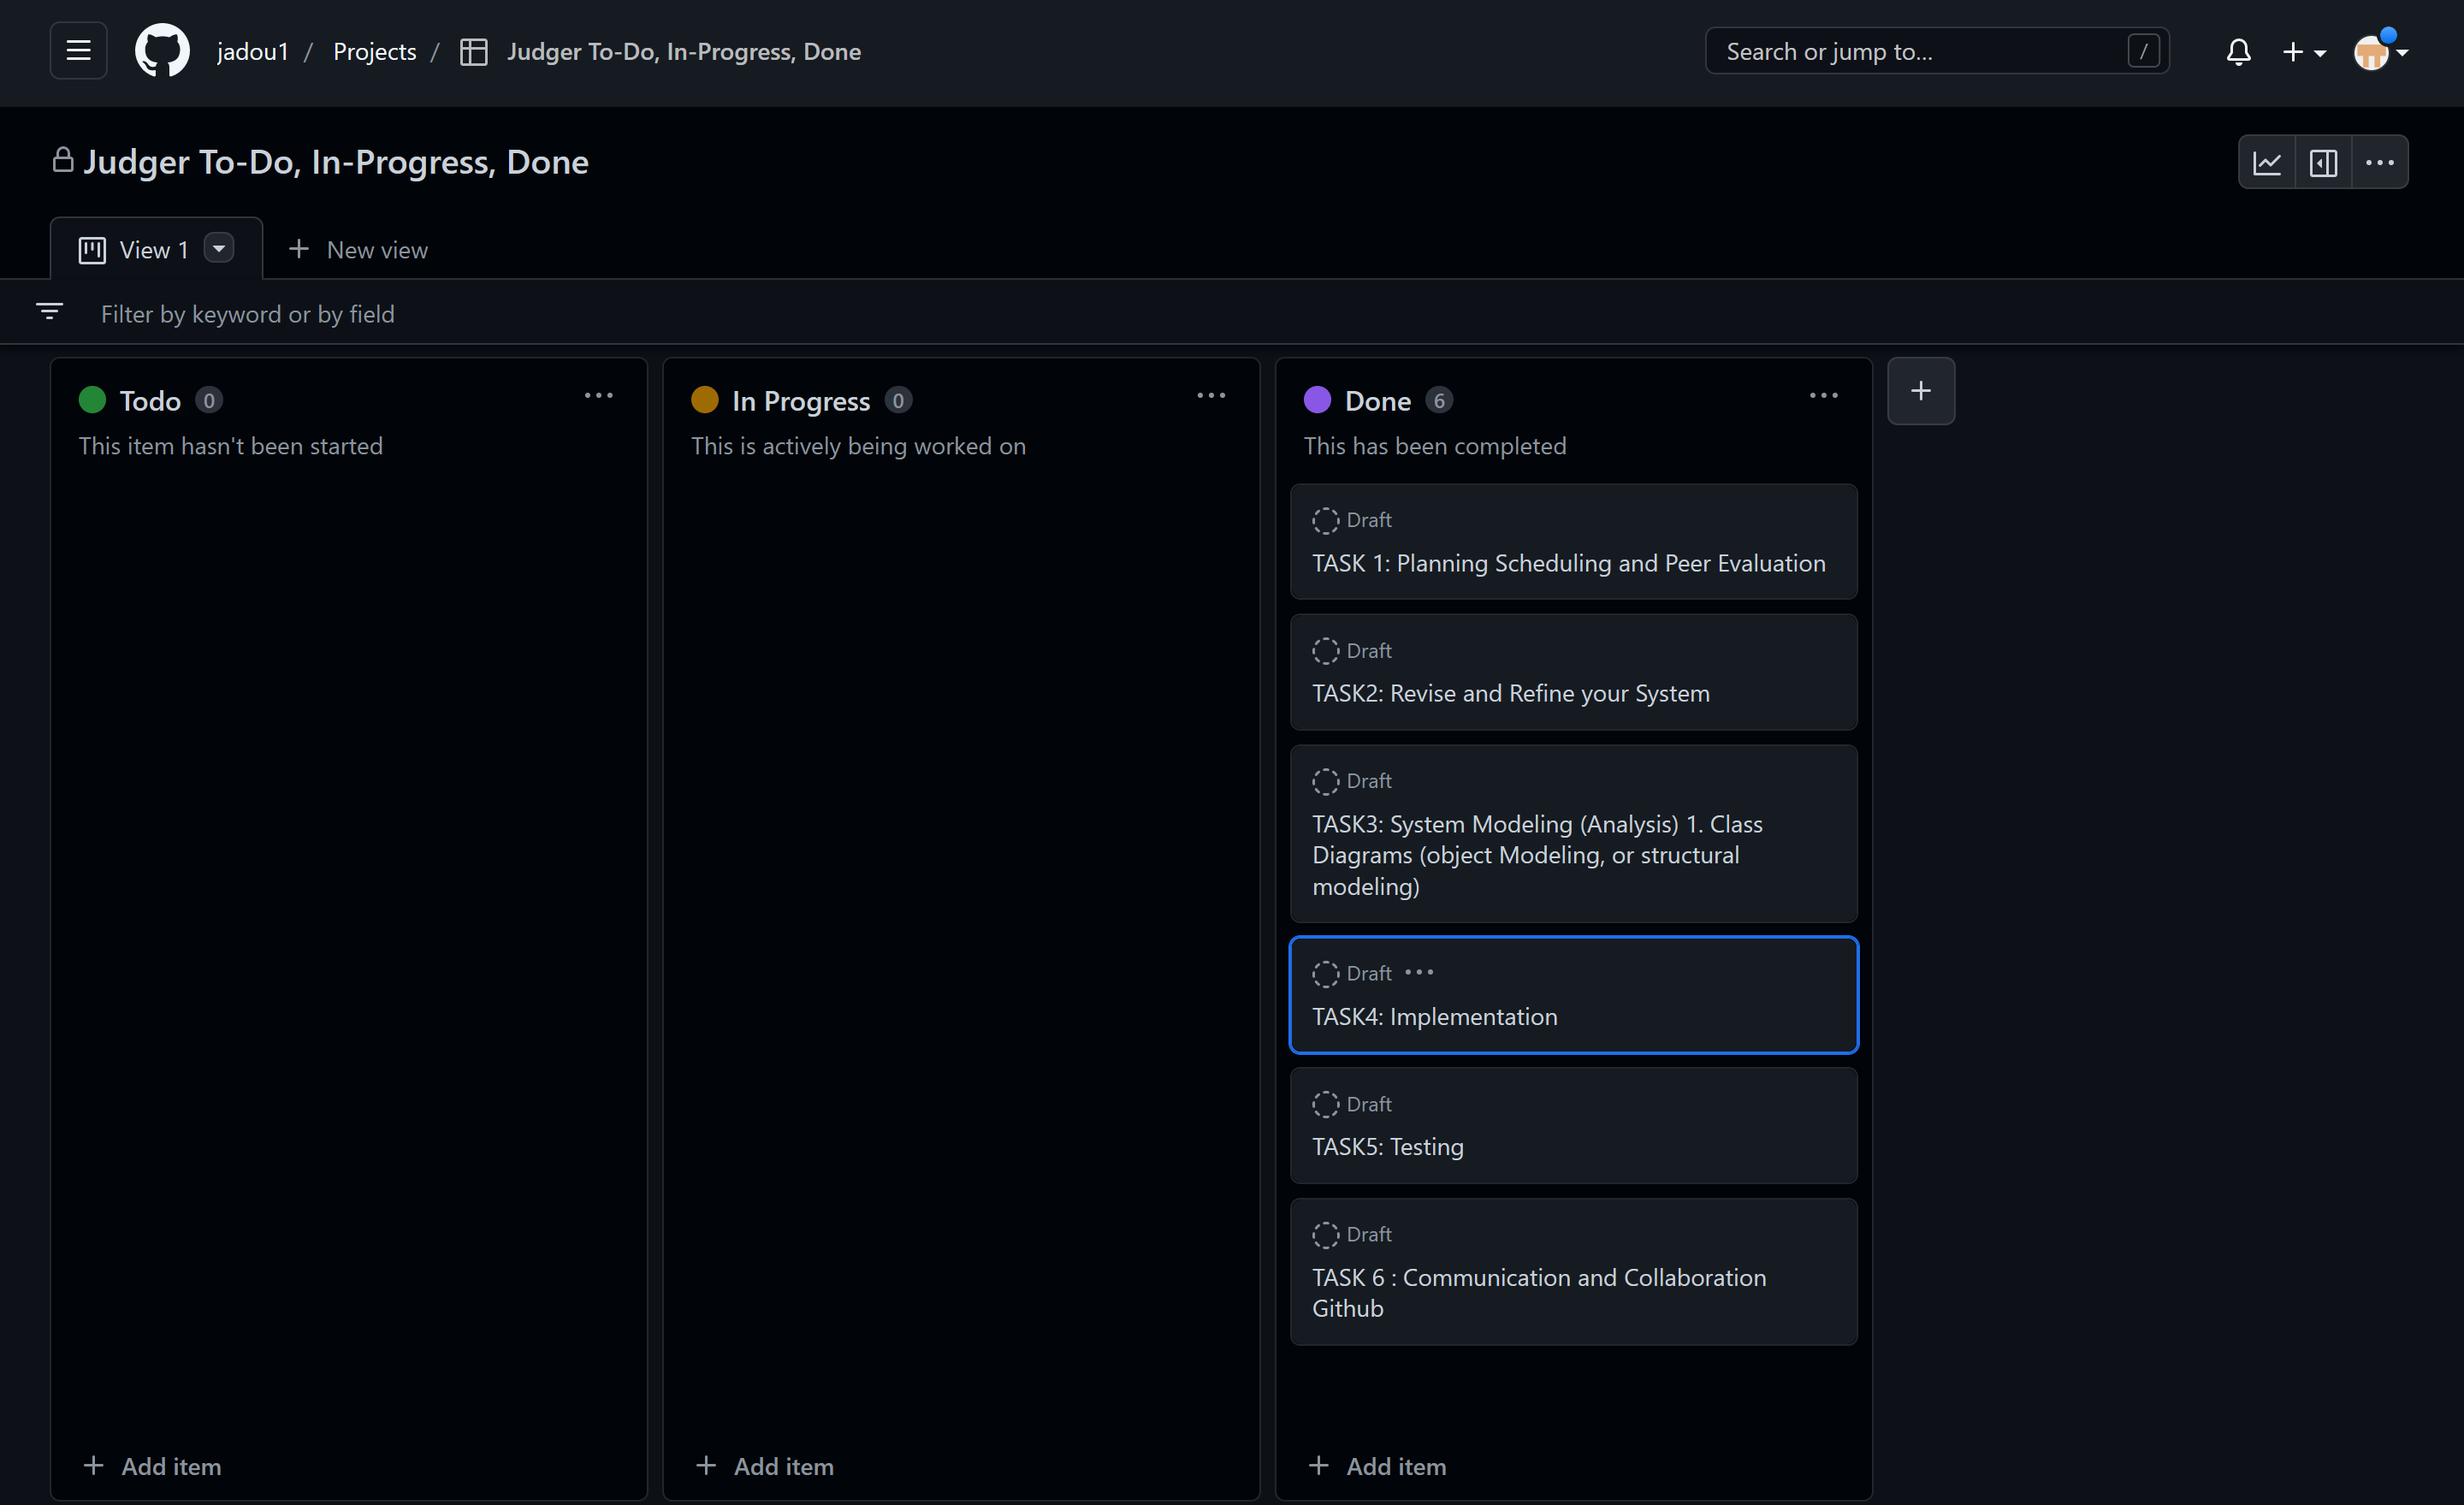 jadou1 / Projects / Judger To-Do, In-Progress, Done
Search or jump to... /
Judger To-Do, In-Progress, Done
View 1
New view
Filter by keyword or by field
Todo 0
This item hasn't been started
Add item
In Progress 0
This is actively being worked on
Add item
Done 6
This has been completed
Draft
TASK 1: Planning Scheduling and Peer Evaluation
Draft
TASK2: Revise and Refine your System
Draft
TASK3: System Modeling (Analysis) 1. Class
Diagrams (object Modeling, or structural
modeling)
Draft
TASK4: Implementation
Draft
TASK5: Testing
Draft
TASK 6 : Communication and Collaboration
Github
Add item